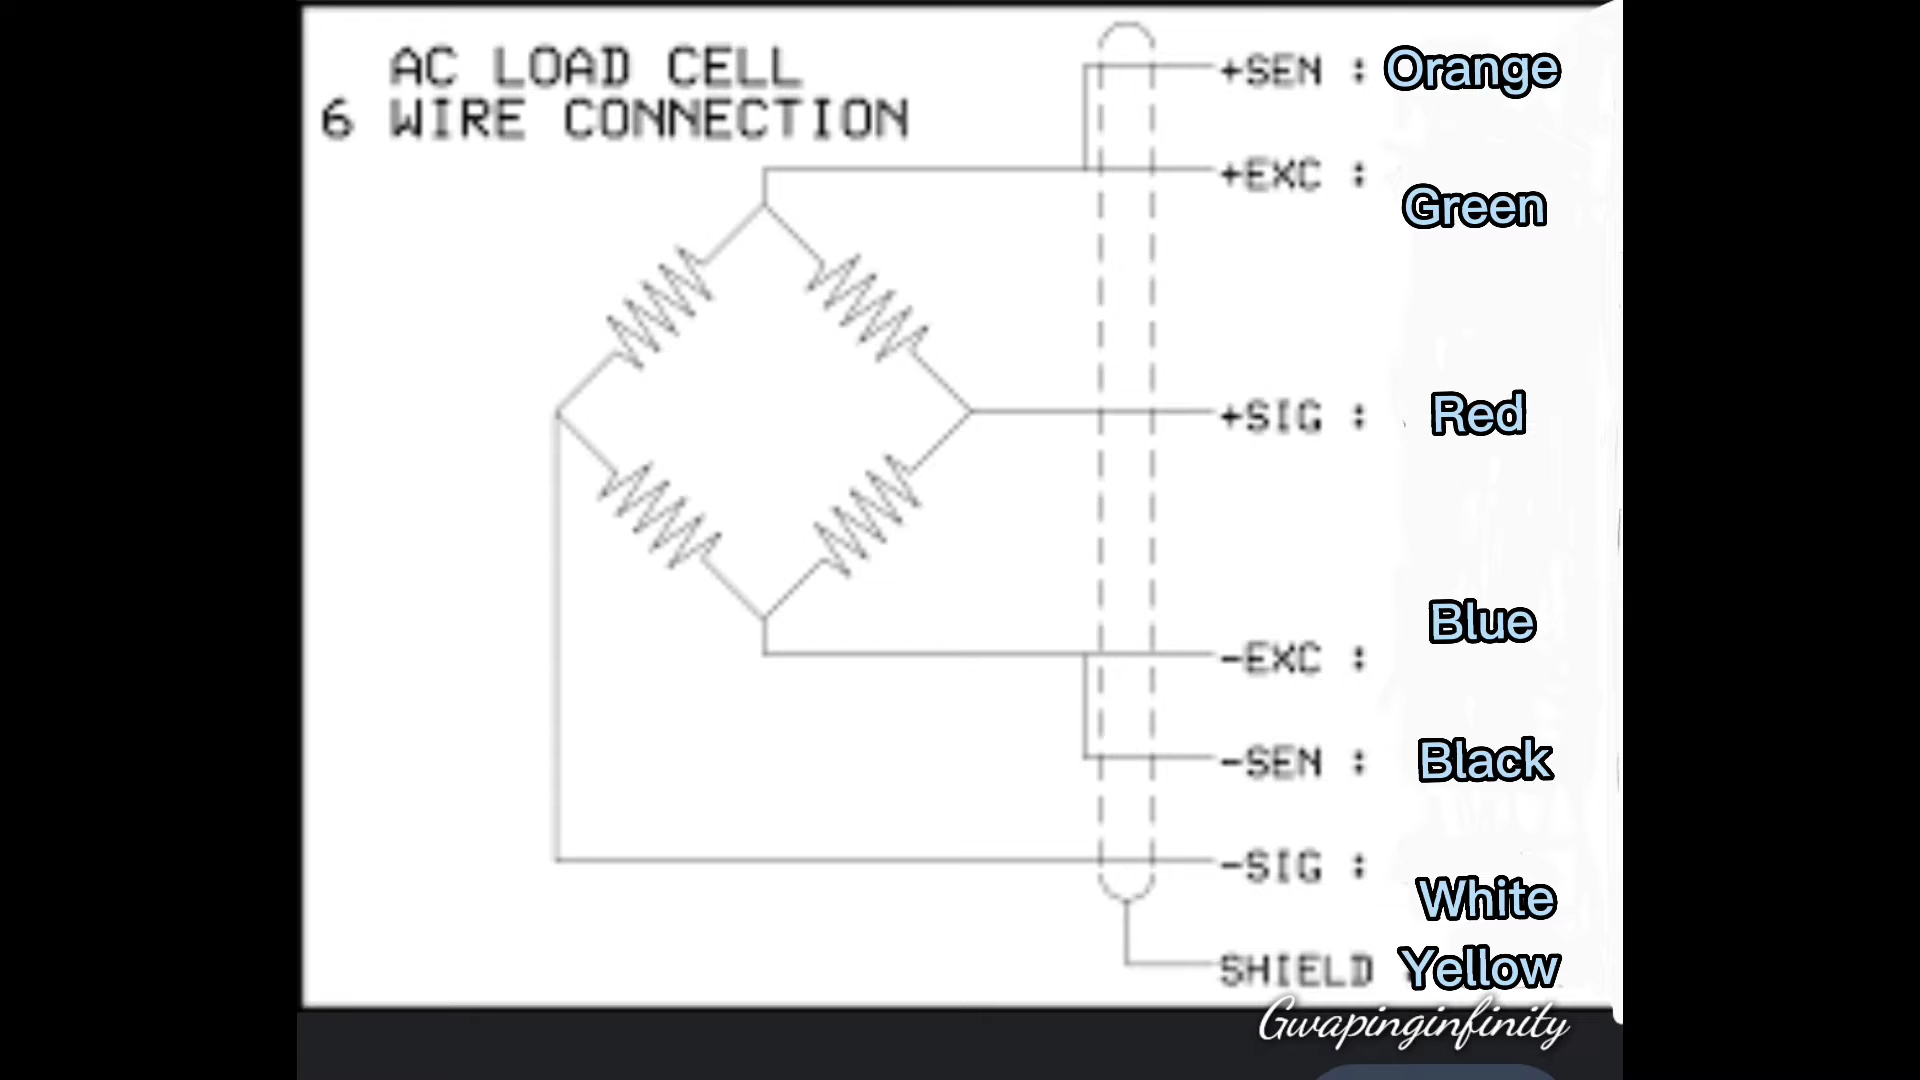 AC LOAD CELL
6 WIRE CONNECTION
+SEN : Orange
+EXC :
Green
+SIG : Red
Blue
-EXC :
-SEN : Black
-SIG :
White
SHIELD : Yellow
Gwapinginfinity